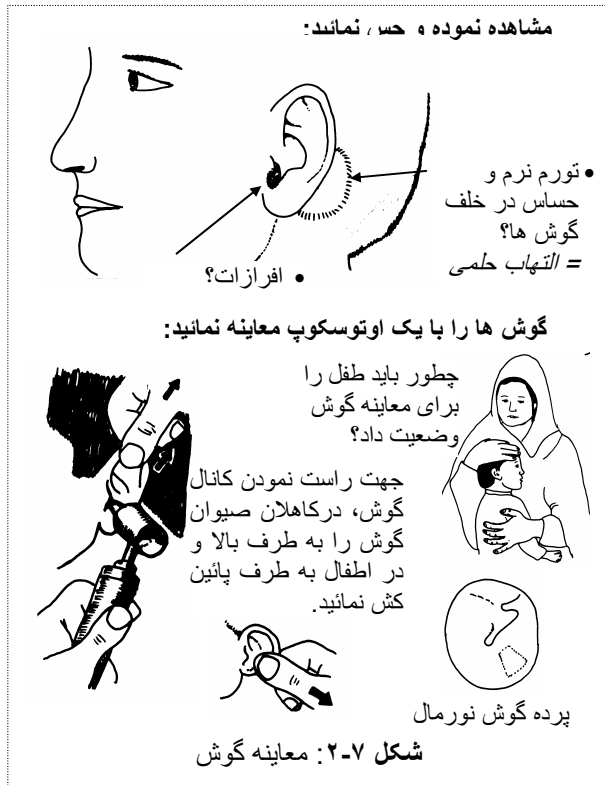 مشاهده نموده و حس نمائید:
• تورم نرم و
حساس در خلف
گوش ها؟
= التهاب حلمی
• افرازات؟
گوش ها را با یک اوتوسکوپ معاینه نمائید:
چطور باید طفل را
برای معاینه گوش
وضعیت داد؟
جهت راست نمودن کانال
گوش، درکاهلان صیوان
گوش را به طرف بالا و
در اطفال به طرف پائین
کش نمائید.
پرده گوش نورمال
شکل ۷-۲: معاینه گوش